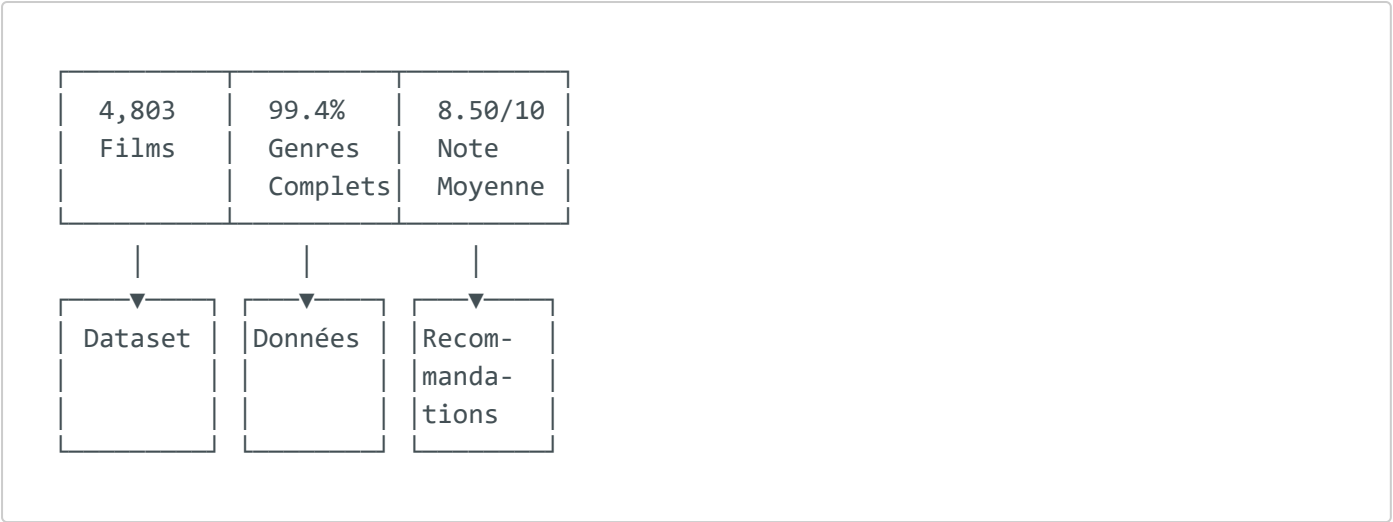 4,803 99.4% 8.50/10
Films Genres Note
Complets Moyenne
Dataset Données Recom-
manda-
tions